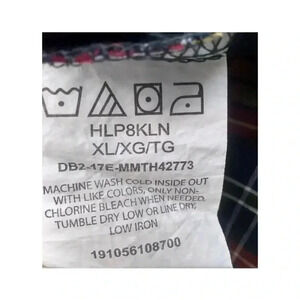 HLP8KLN
XL/XG/TG
DB2-17E-MMTH42773
MACHINE WASH COLD INSIDE OUT
WITH LIKE COLORS, ONLY NON-
CHLORINE BLEACH WHEN NEEDED.
TUMBLE DRY LOW OR LINE DRY,
LOW IRON
191056108700